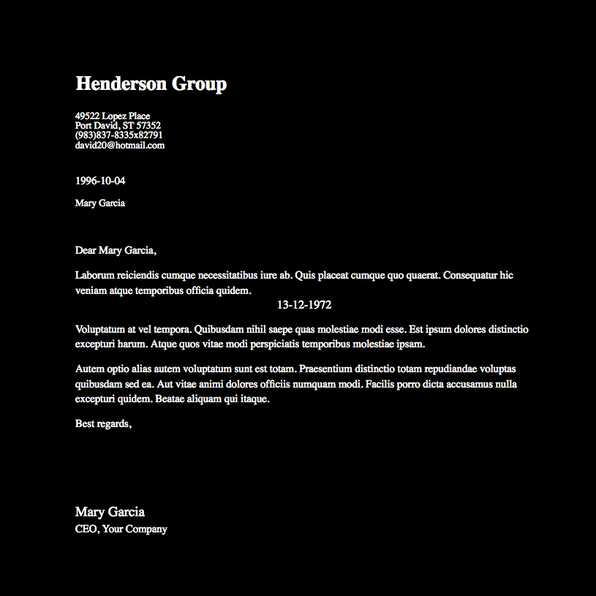 Henderson Group
49522 Lopez Place
Port David, ST 57352
(983)837-8335x82791
david20@hotmail.com
1996-10-04
Mary Garcia
Dear Mary Garcia,
Laborum reiciendis cumque necessitatibus iure ab. Quis placeat cumque quo quaerat. Consequatur hic
veniam atque temporibus officia quidem.
13-12-1972
Voluptatum at vel tempora. Quibusdam nihil saepe quas molestiae modi esse. Est ipsum dolores distinctio
excepturi harum. Atque quos vitae modi perspiciatis temporibus molestiae ipsam.
Autem optio alias autem voluptatum sunt est totam. Praesentium distinctio totam repudiandae voluptas
quibusdam sed ea. Aut vitae animi dolores officiis numquam modi. Facilis porro dicta accusamus nulla
excepturi quidem. Beatae aliquam qui itaque.
Best regards,
Mary Garcia
CEO, Your Company